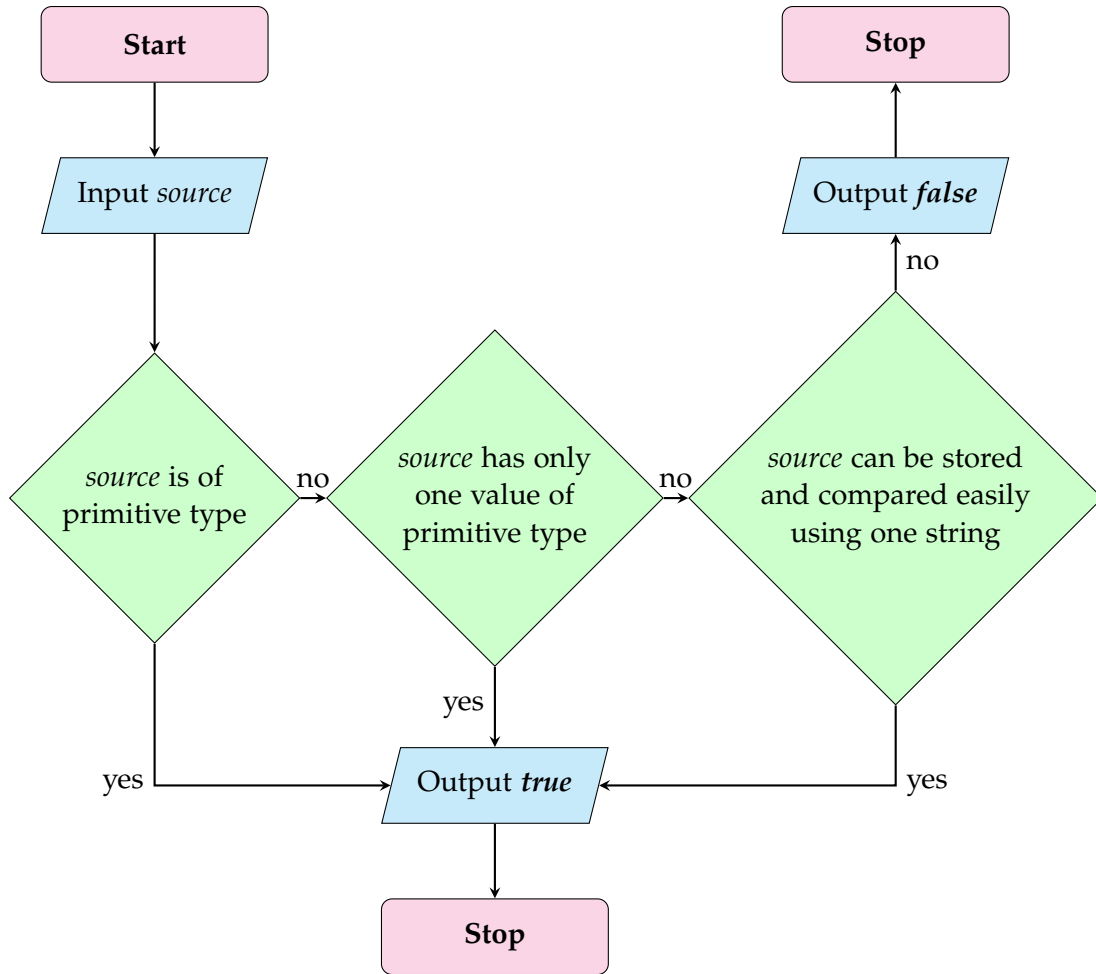 Start
Stop
Input source
Output false
no
source is of
primitive type
no
source has only
one value of
primitive type
no
source can be stored
and compared easily
using one string
yes
yes
Output true
yes
Stop